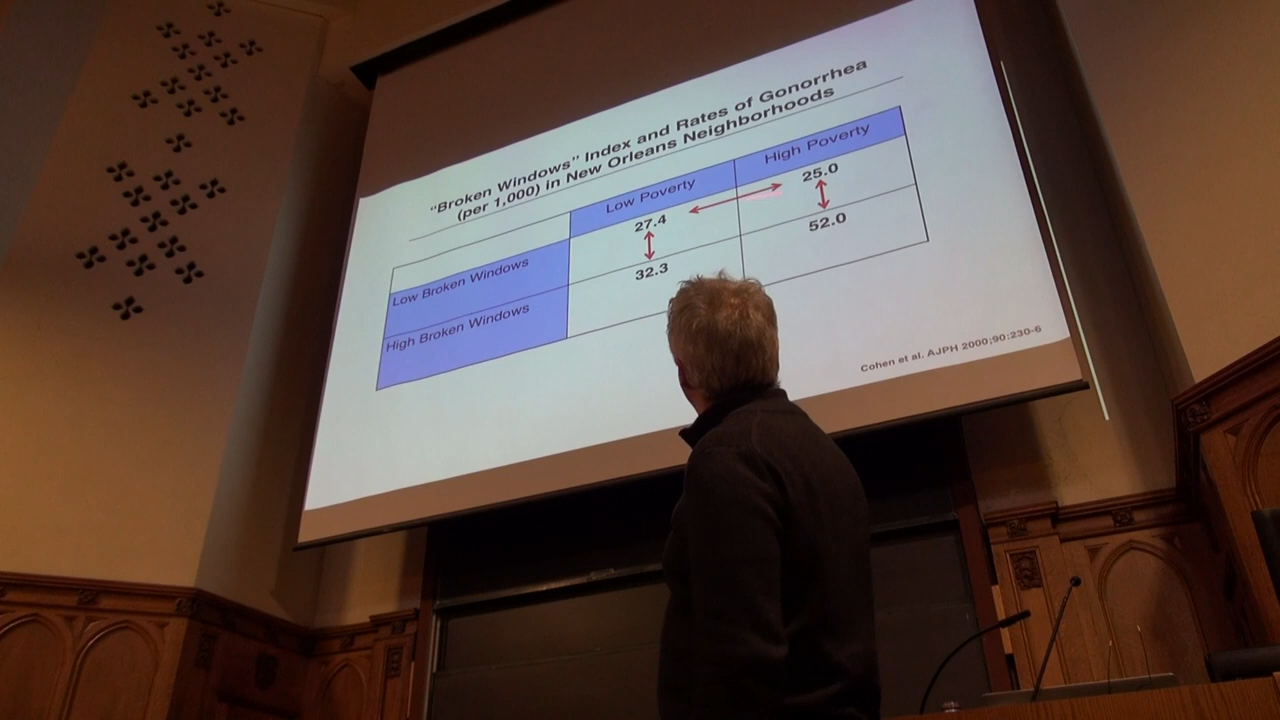 "Broken Windows" Index and Rates of Gonorrhea
(per 1,000) in New Orleans Neighborhoods
Low Poverty High Poverty
Low Broken Windows 27.4 25.0
High Broken Windows 32.3 52.0
Cohen et al. AJPH 2000;90:230-6